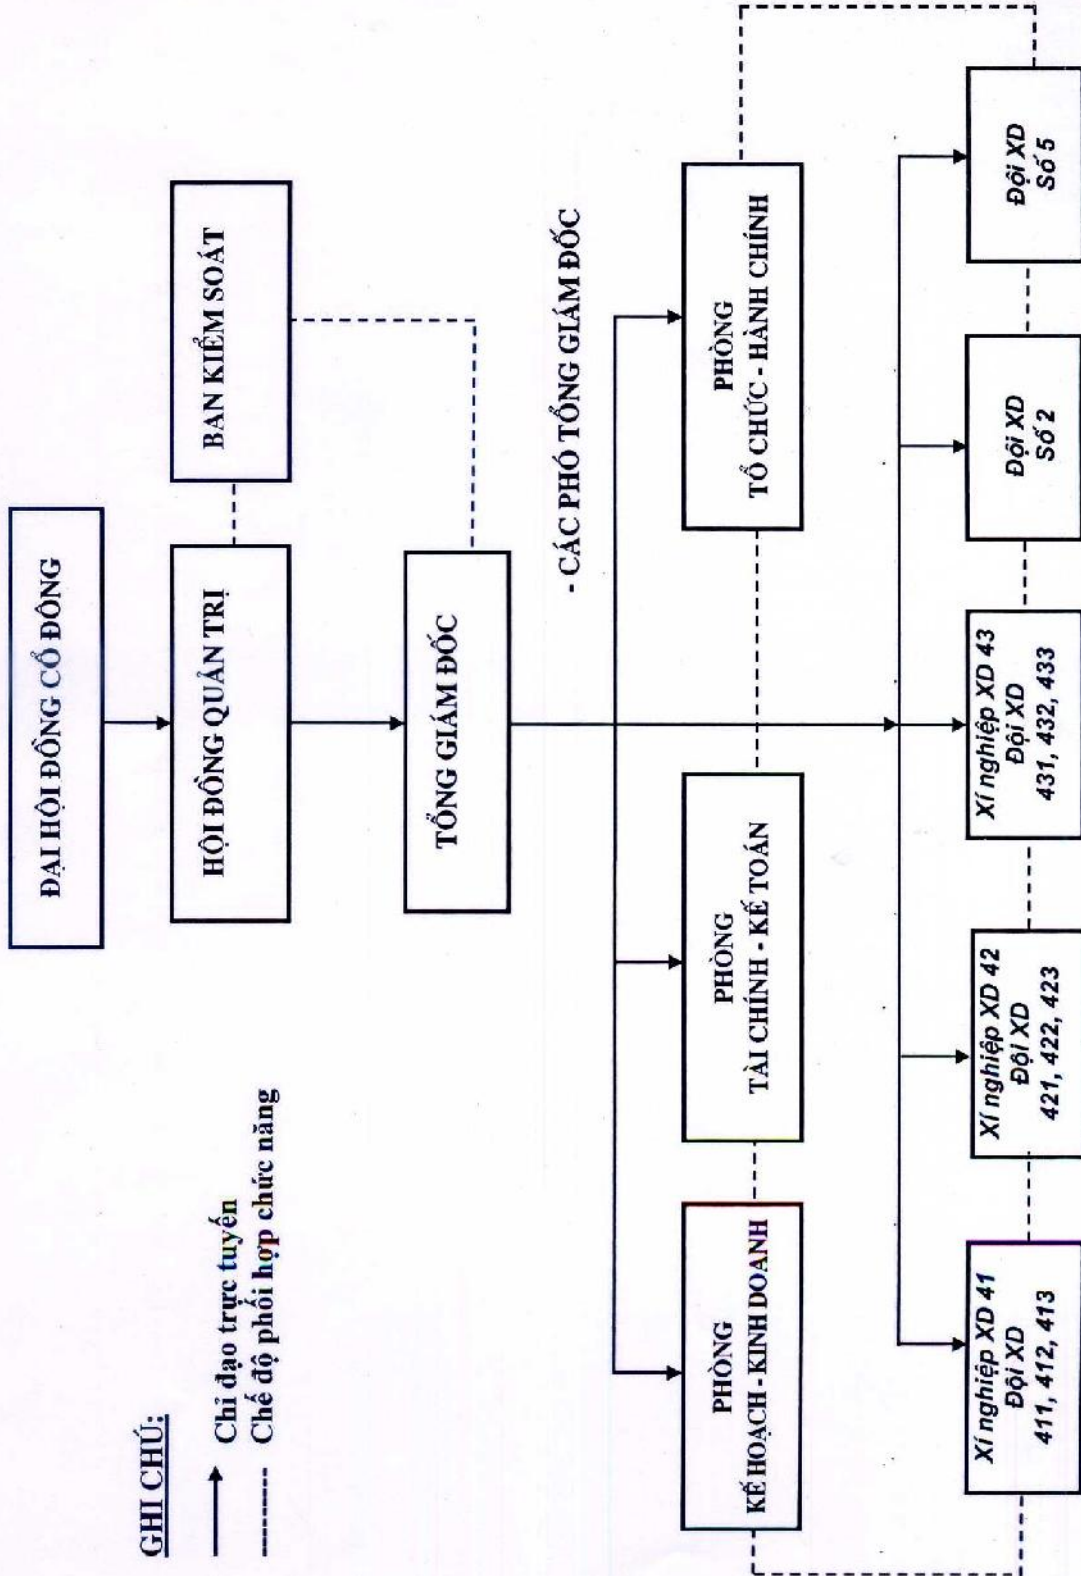 ĐẠI HỘI ĐỒNG CỔ ĐÔNG
HỘI ĐỒNG QUẢN TRỊ
BAN KIỂM SOÁT
TỔNG GIÁM ĐỐC
- CÁC PHÓ TỔNG GIÁM ĐỐC
GHI CHÚ:
Chỉ đạo trực tuyến
Chế độ phối hợp chức năng
PHÒNG
KẾ HOẠCH - KINH DOANH
PHÒNG
TÀI CHÍNH - KẾ TOÁN
PHÒNG
TỔ CHỨC - HÀNH CHÍNH
Xí nghiệp XD 41
Đội XD
411, 412, 413
Xí nghiệp XD 42
Đội XD
421, 422, 423
Xí nghiệp XD 43
Đội XD
431, 432, 433
Đội XD
Số 2
Đội XD
Số 5